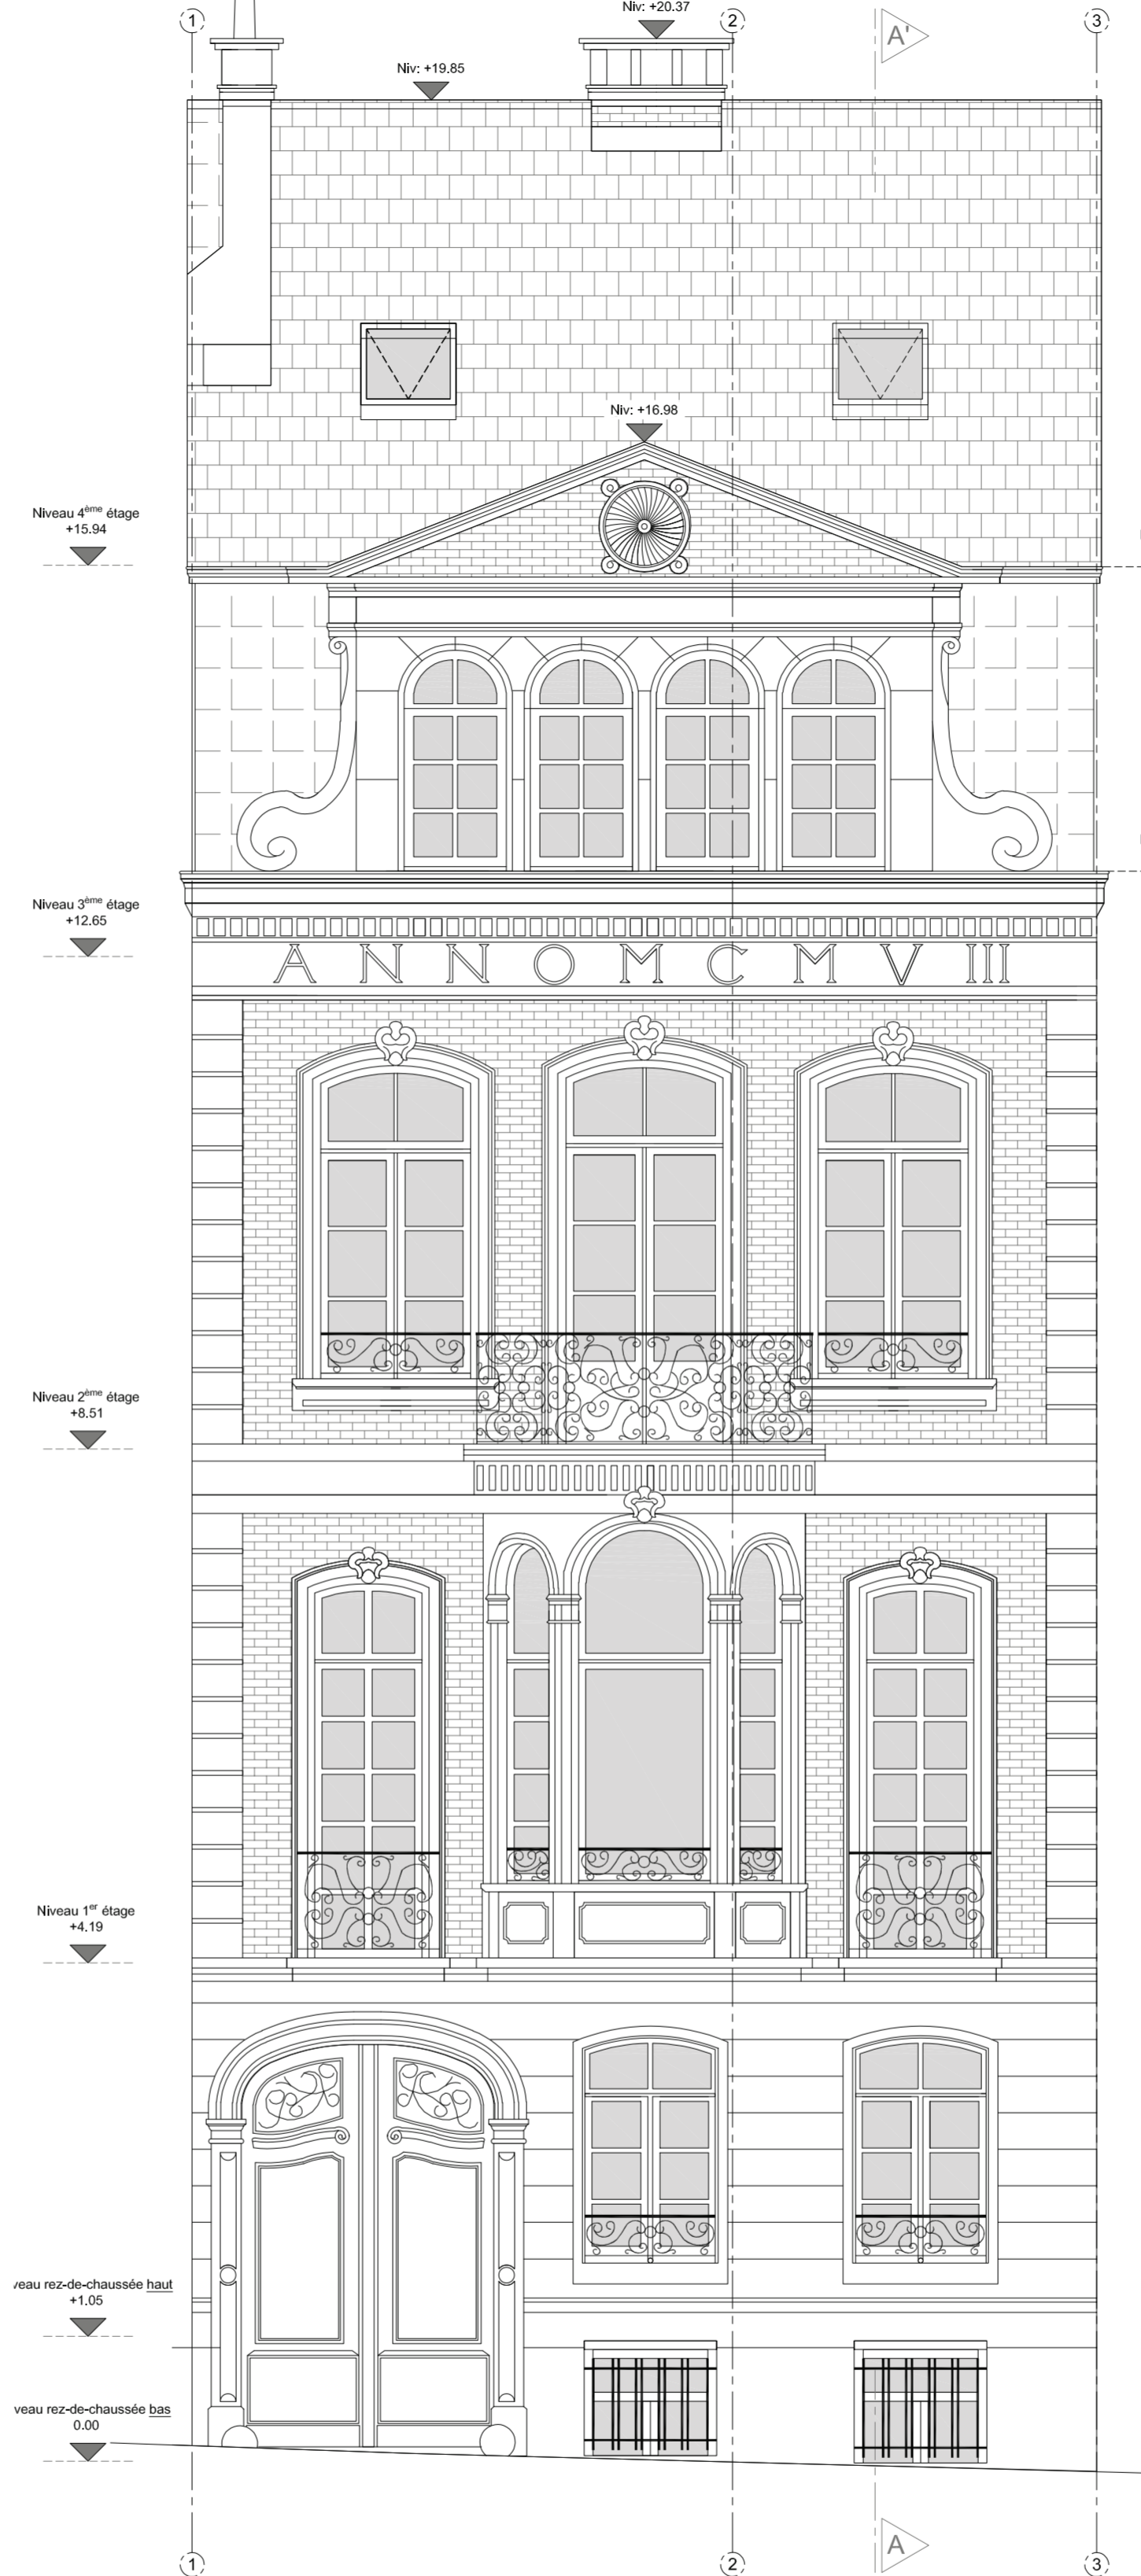 Niv: +20.37
1
2
3
A'
Niv: +19.85
Niv: +16.98
Niveau 4ème étage
+15.94
Niveau 3ème étage
+12.65
ANNOMCMVIII
Niveau 2ème étage
+8.51
Niveau 1er étage
+4.19
veau rez-de-chaussée haut
+1.05
veau rez-de-chaussée bas
0.00
A
1
2
3